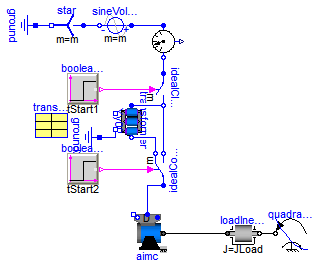 star
sineVol...
ground
m=m
m=m
boolea...
tStart1
idealCl...
m
trans...
ground
boolea...
tStart2
m
idealCo...
aimc
loadIne...
J=JLoad
quadra...